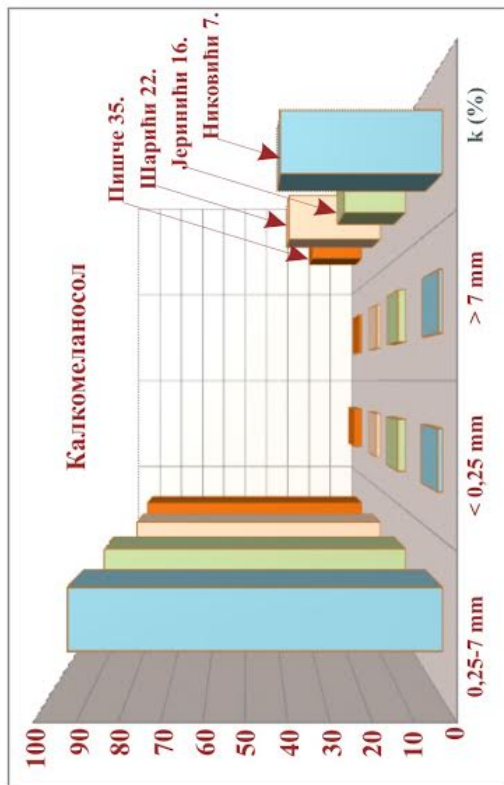 Калкомеланосол
Пишче 35.
Шарићи 22.
Јеринићи 16.
Никовићи 7.
100
90
80
70
60
50
40
30
20
10
0
0,25-7 mm
< 0,25 mm
> 7 mm
k (%)